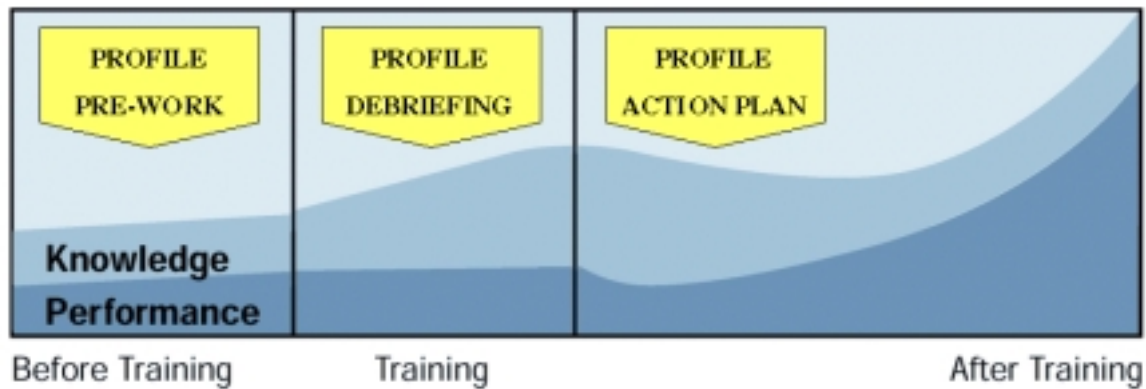 PROFILE
PRE-WORK
PROFILE
DEBRIEFING
PROFILE
ACTION PLAN
Knowledge
Performance
Before Training
Training
After Training